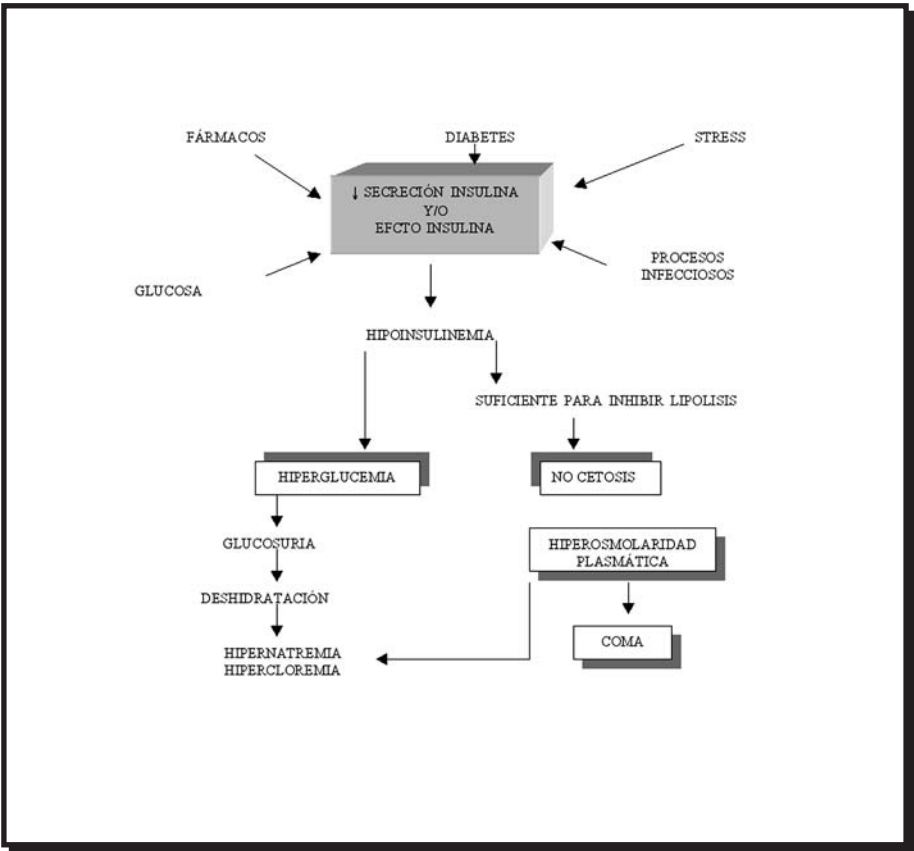 FÁRMACOS
DIABETES
STRESS
↓ SECRECIÓN INSULINA
Y/O
EFCTO INSULINA
GLUCOSA
PROCESOS
INFECCIOSOS
HIPOINSULINEMIA
SUFICIENTE PARA INHIBIR LIPOLISIS
HIPERGLUCEMIA
NO CETOSIS
GLUCOSURIA
HIPEROSMOLARIDAD
PLASMÁTICA
DESHIDRATACIÓN
COMA
HIPERNATREMIA
HIPERCLOREMIA